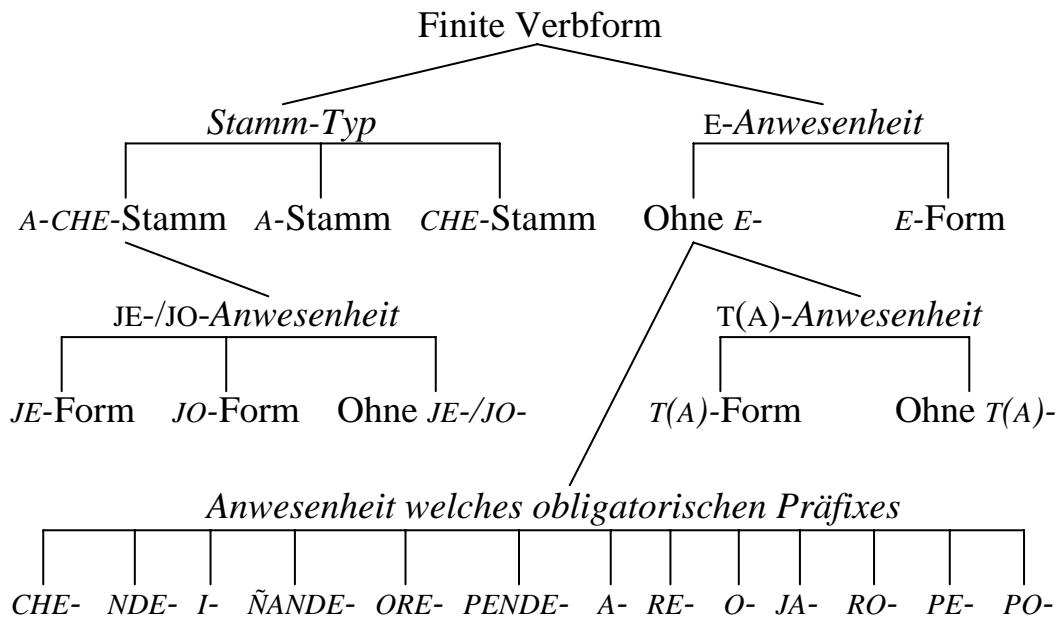 Finite Verbform
Stamm-Typ E-Anwesenheit
A-CHE-Stamm A-Stamm CHE-Stamm Ohne E- E-Form
JE-/JO-Anwesenheit T(A)-Anwesenheit
JE-Form JO-Form Ohne JE-/JO- T(A)-Form Ohne T(A)-
Anwesenheit welches obligatorischen Präfixes
CHE- NDE- I- ÑANDE- ORE- PENDE- A- RE- O- JA- RO- PE- PO-